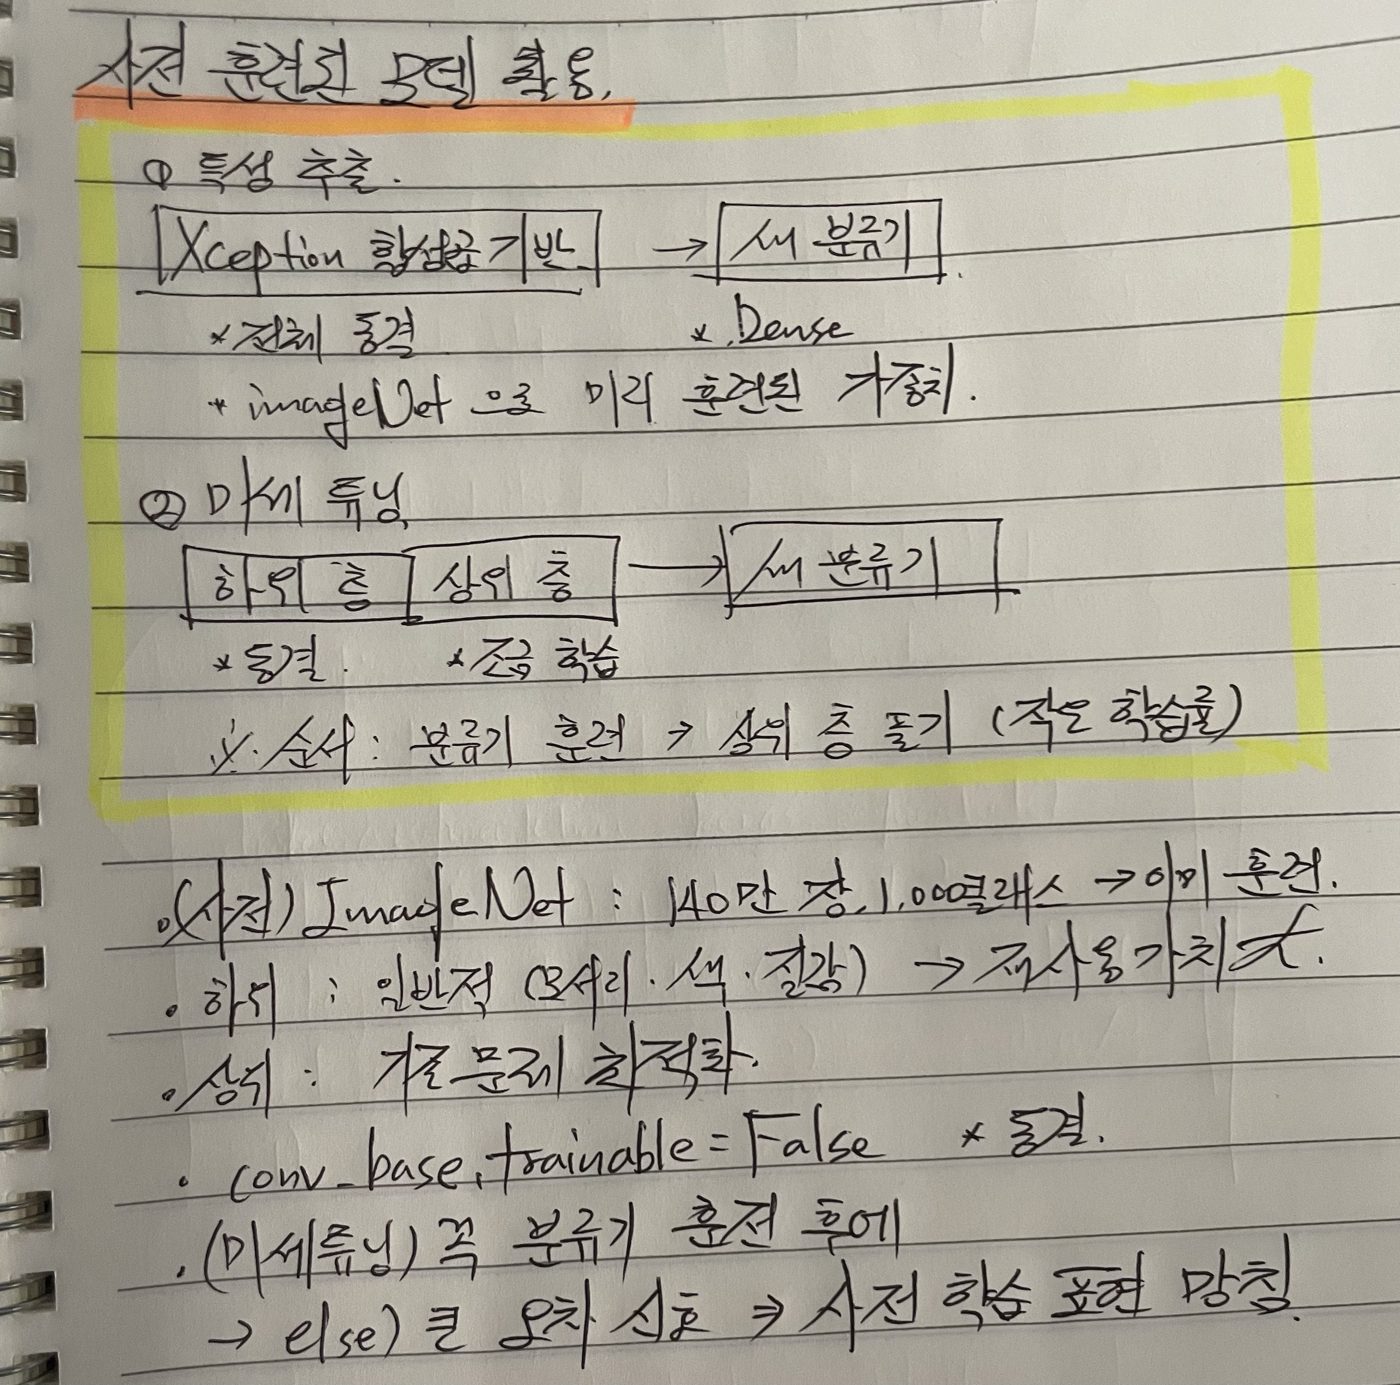 사전 훈련된 모델 활용.
① 특성 추출.
Xception 합성곱 기반 → 새 분류기
* 전체 동결 * Dense
* imageNet 으로 미리 훈련된 가중치.
② 미세 튜닝
하위 층 상위 층 → 새 분류기
* 동결. * 조금 학습
※. 순서 : 분류기 훈련 → 상위 층 풀기 (작은 학습률)
· (사전) ImageNet : 140만 장, 1,000클래스 → 이미 훈련.
· 하위 : 일반적 (모서리 · 색 · 질감) → 재사용가치
· 상위 : 기존 문제 최적화.
· conv_base.trainable = False * 동결.
· (미세튜닝) 꼭 분류기 훈련 후에
→ else) 큰 오차 신호 ⇒ 사전 학습 표현 망침.